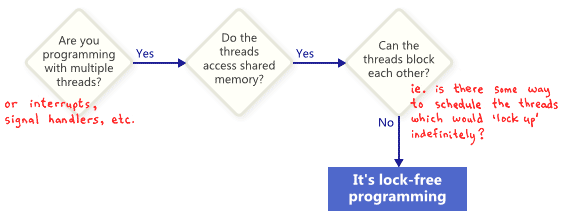 Are you
programming
with multiple
threads?
Yes
Do the
threads
access shared
memory?
Yes
Can the
threads block
each other?
or interrupts,
signal handlers, etc.
ie. is there some way
to schedule the threads
which would 'lock up'
indefinitely?
No
It's lock-free
programming